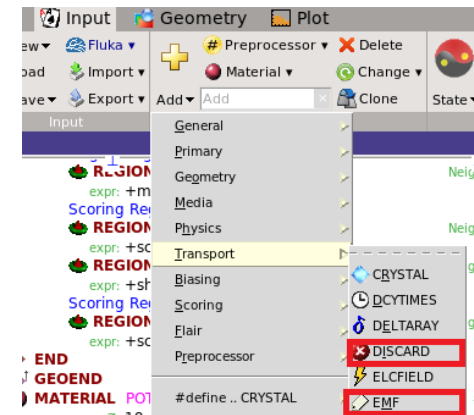 Input Geometry Plot
ew▾ Fluka ▾ # Preprocessor ▾ Delete
oad Import ▾ Material ▾ Change ▾
ave▾ Export ▾ Add▾ Add Clone State
Input
General
REGION Primary Neig
expr: +m Geometry
Scoring Re Media
REGION Physics Neig
expr: +sc Transport
REGION Biasing CRYSTAL
expr: +sh Scoring DCYTIMES
Scoring Re Flair DELTARAY
REGION Preprocessor DISCARD
expr: +sc
END ELCFIELD
GEOEND #define .. CRYSTAL EMF
MATERIAL POT